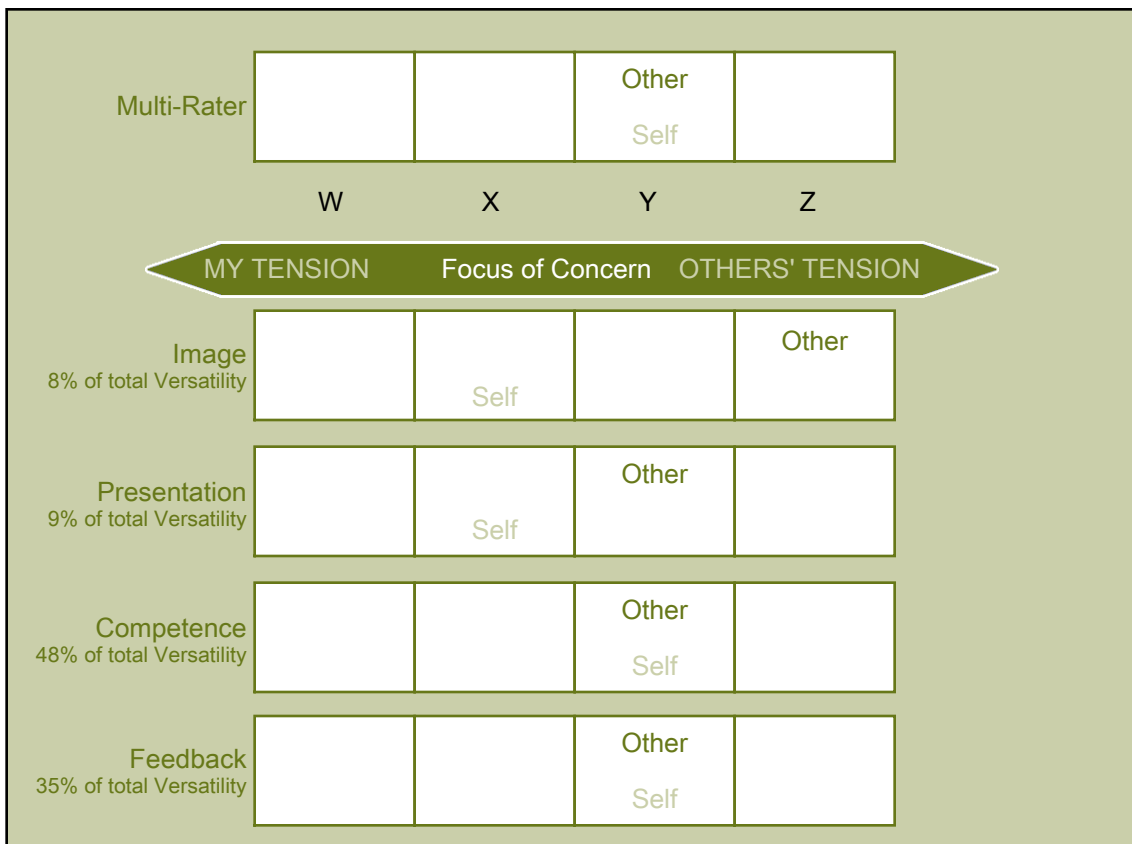 Other
Multi-Rater
Self
W X Y Z
MY TENSION Focus of Concern OTHERS' TENSION
Other
Image
8% of total Versatility
Self
Other
Presentation
9% of total Versatility
Self
Other
Competence
48% of total Versatility
Self
Other
Feedback
35% of total Versatility
Self